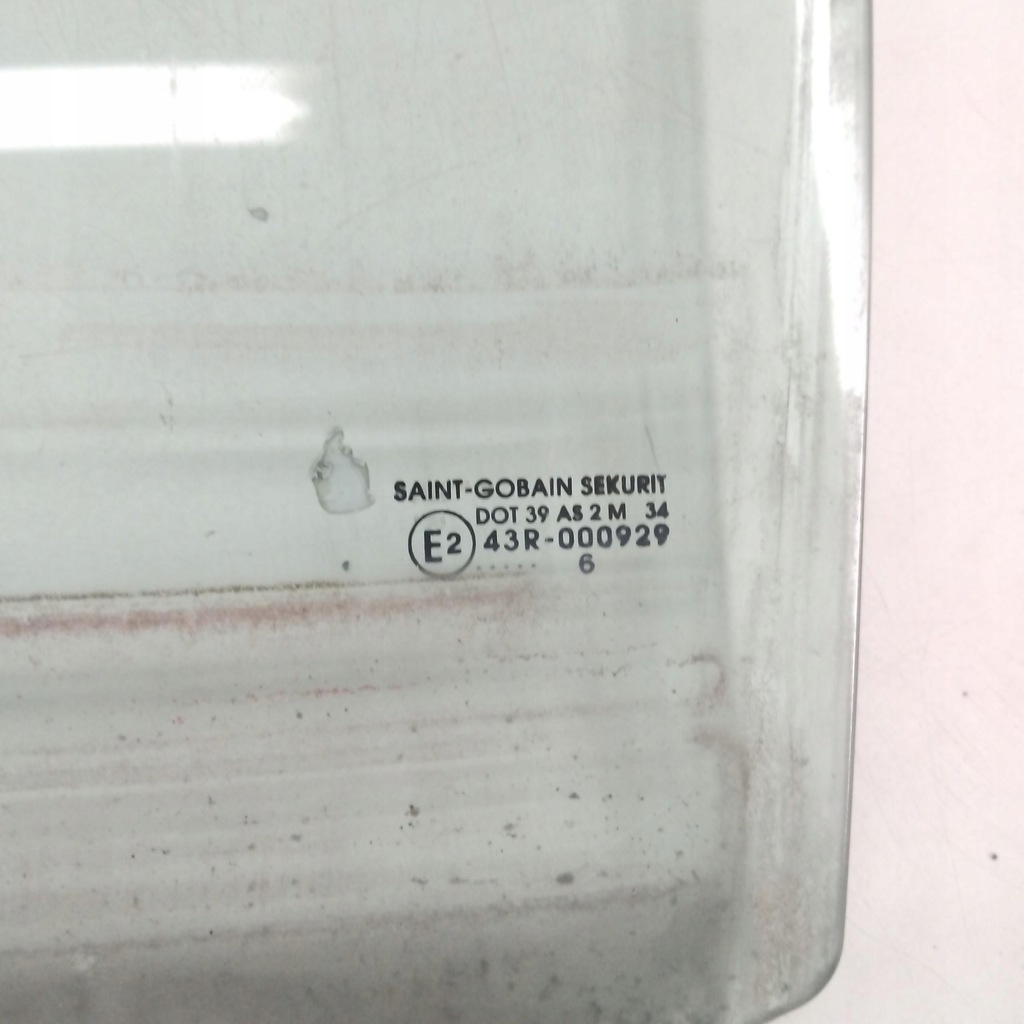 SAINT-GOBAIN SEKURIT
DOT 39 AS 2 M 34
E2 43R-000929
..... 6